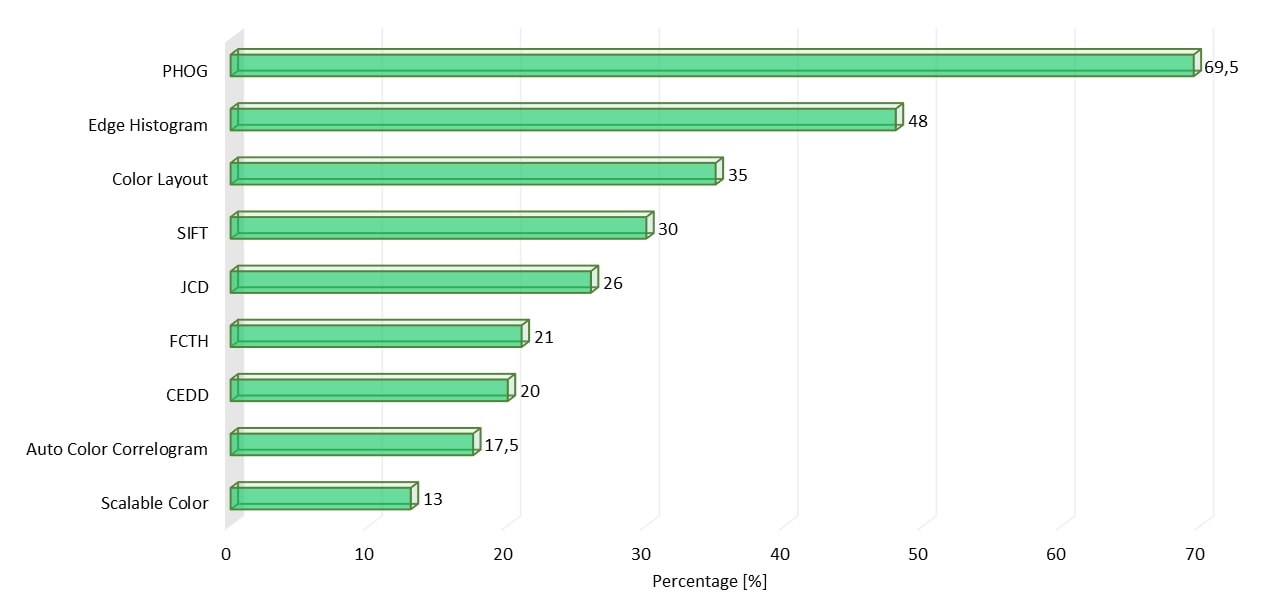 PHOG 69,5
Edge Histogram 48
Color Layout 35
SIFT 30
JCD 26
FCTH 21
CEDD 20
Auto Color Correlogram 17,5
Scalable Color 13
0 10 20 30 40 50 60 70
Percentage [%]